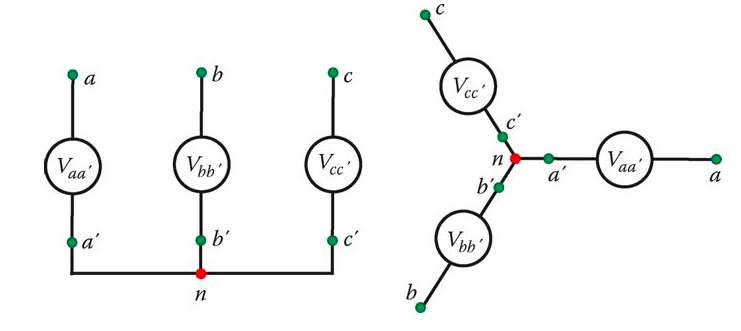 a b c
Vaa′ Vbb′ Vcc′
a′ b′ c′
n
c
Vcc′
c′
n a′ Vaa′ a
b′
Vbb′
b